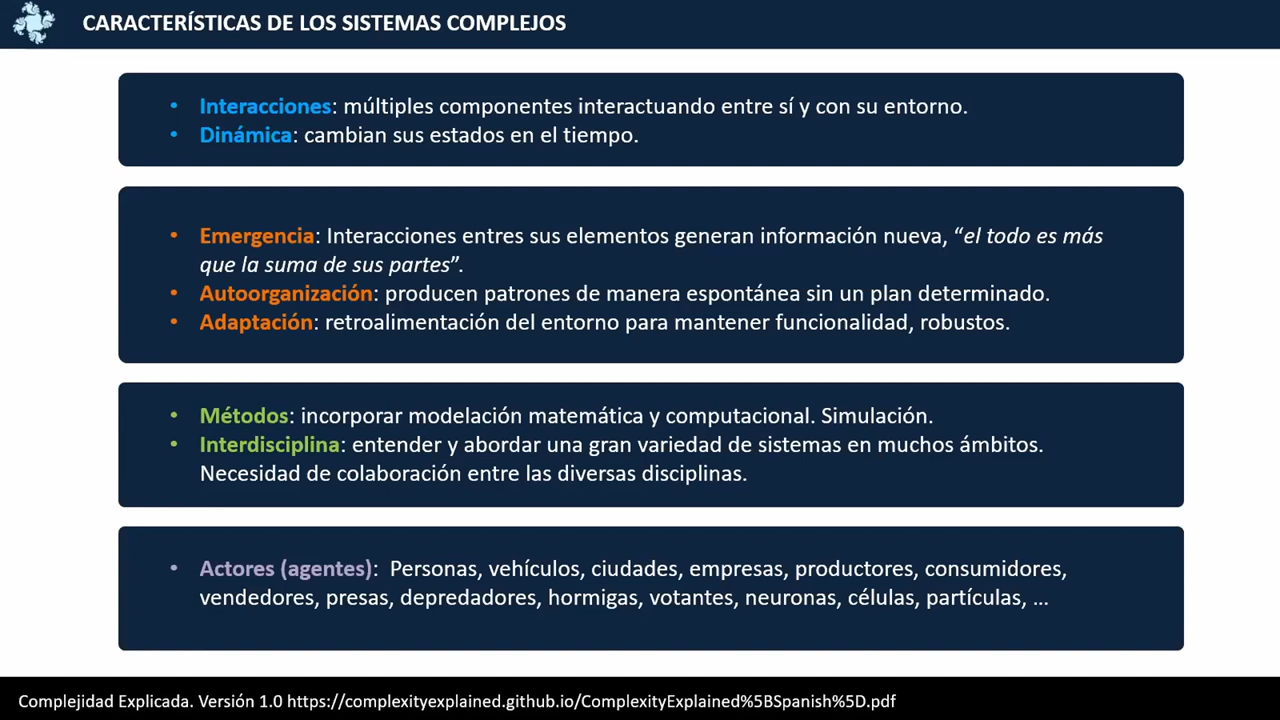 CARACTERÍSTICAS DE LOS SISTEMAS COMPLEJOS
• Interacciones: múltiples componentes interactuando entre sí y con su entorno.
• Dinámica: cambian sus estados en el tiempo.
• Emergencia: Interacciones entres sus elementos generan información nueva, “el todo es más
que la suma de sus partes”.
• Autoorganización: producen patrones de manera espontánea sin un plan determinado.
• Adaptación: retroalimentación del entorno para mantener funcionalidad, robustos.
• Métodos: incorporar modelación matemática y computacional. Simulación.
• Interdisciplina: entender y abordar una gran variedad de sistemas en muchos ámbitos.
Necesidad de colaboración entre las diversas disciplinas.
• Actores (agentes): Personas, vehículos, ciudades, empresas, productores, consumidores,
vendedores, presas, depredadores, hormigas, votantes, neuronas, células, partículas, ...
Complejidad Explicada. Versión 1.0 https://complexityexplained.github.io/ComplexityExplained%5BSpanish%5D.pdf